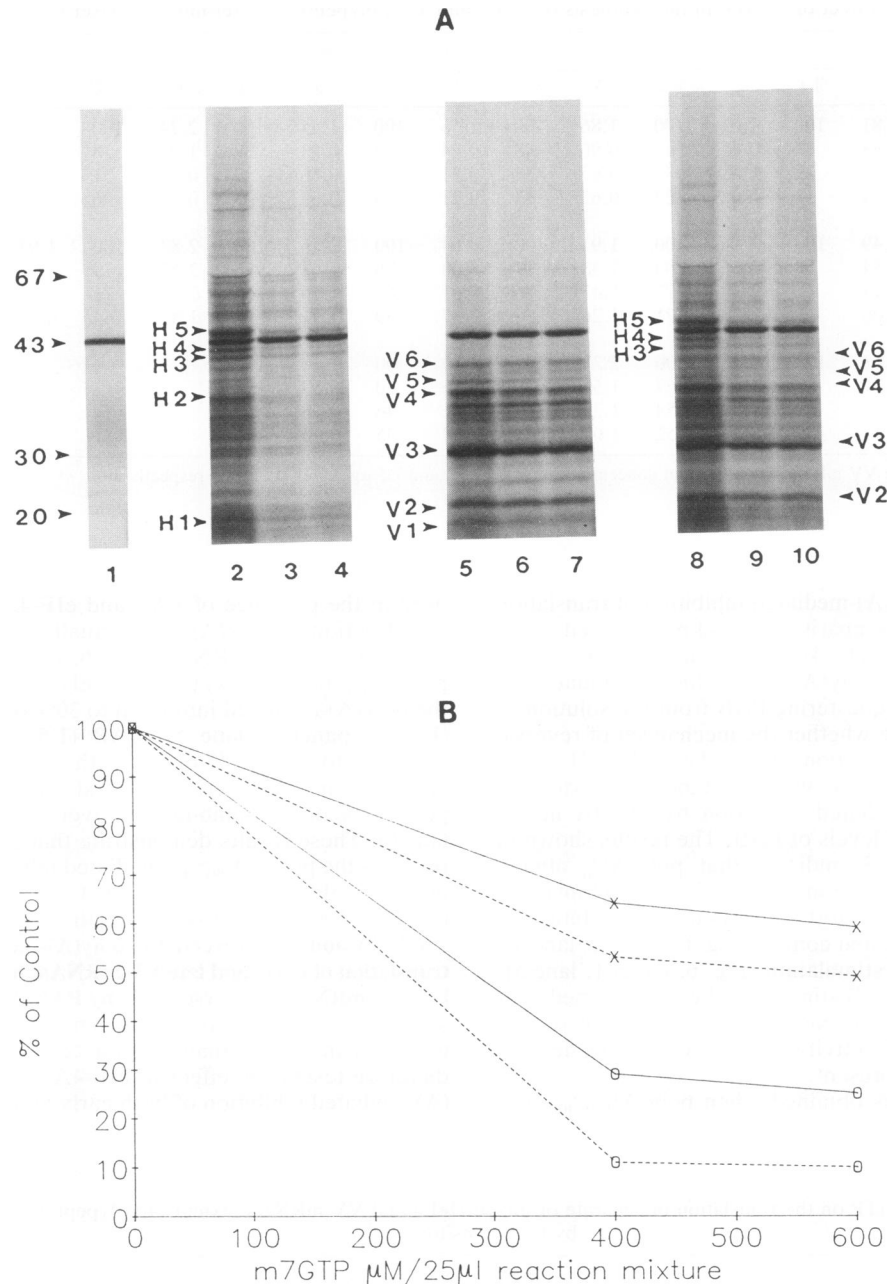 A
67
43
30
20
H5
H4
H3
H2
H1
V6
V5
V4
V3
V2
V1
H5
H4
H3
V6
V5
V4
V3
V2
1 2 3 4 5 6 7 8 9 10
B
% of Control
100
90
80
70
60
50
40
30
20
10
0
0 100 200 300 400 500 600
m7GTP μM/25μl reaction mixture